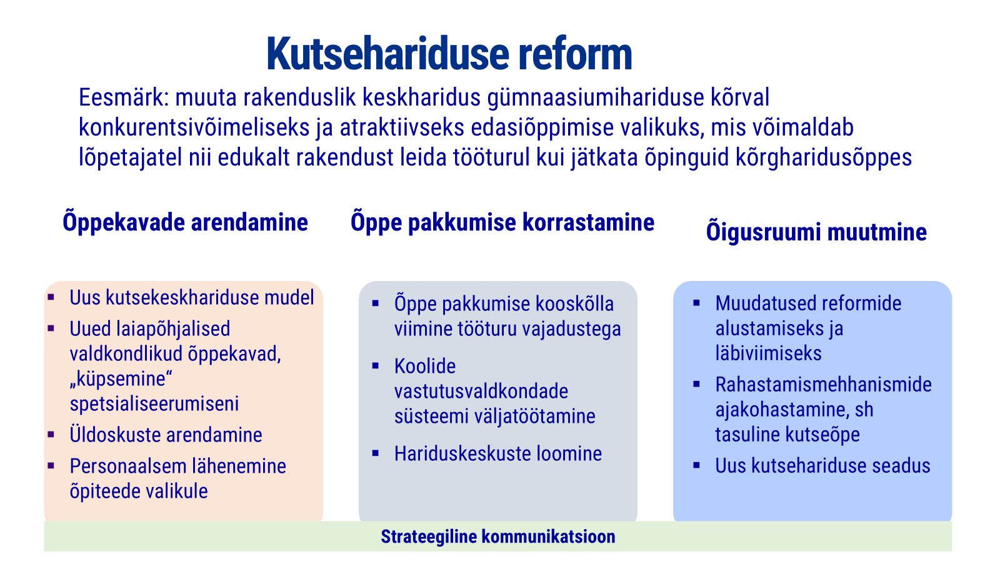 Kutsehariduse reform
Eesmärk: muuta rakenduslik keskharidus gümnaasiumihariduse kõrval
konkurentsivõimeliseks ja atraktiivseks edasiõppimise valikuks, mis võimaldab
lõpetajatel nii edukalt rakendust leida tööturul kui jätkata õpinguid kõrgharidusõppes
Õppekavade arendamine
▪ Uus kutsekeskhariduse mudel
▪ Uued laiapõhjalised
valdkondlikud õppekavad,
„küpsemine“
spetsialiseerumiseni
▪ Üldoskuste arendamine
▪ Personaalsem lähenemine
õpiteede valikule
Õppe pakkumise korrastamine
▪ Õppe pakkumise kooskõlla
viimine tööturu vajadustega
▪ Koolide
vastutusvaldkondade
süsteemi väljatöötamine
▪ Hariduskeskuste loomine
Õigusruumi muutmine
▪ Muudatused reformide
alustamiseks ja
läbiviimiseks
▪ Rahastamismehhanismide
ajakohastamine, sh
tasuline kutseõpe
▪ Uus kutsehariduse seadus
Strateegiline kommunikatsioon